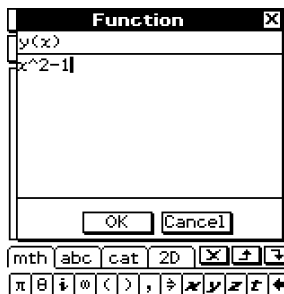 Function
y(x)
x^2-1
OK Cancel
mth abc cat 2D
π θ i ∞ ( ) , x y z t